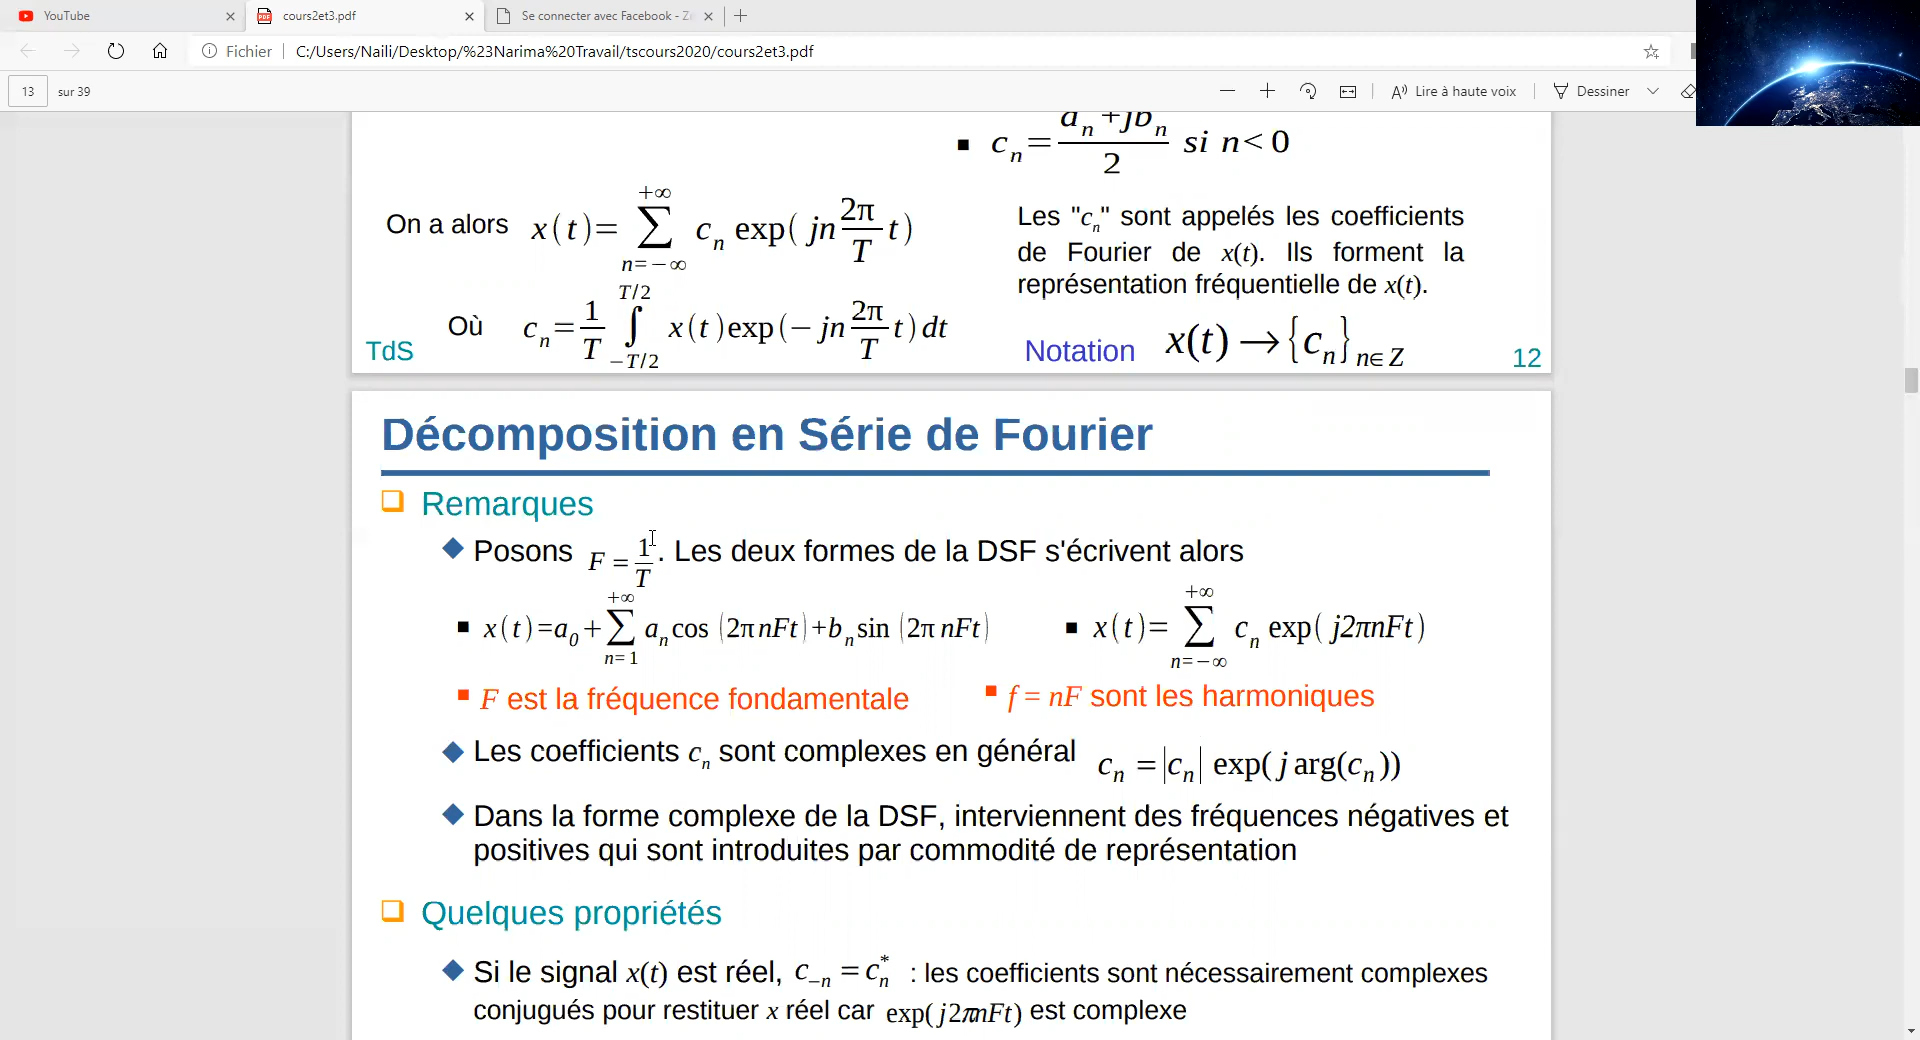 YouTube
cours2et3.pdf
Se connecter avec Facebook - Z
Fichier
C:/Users/Naili/Desktop/%23Narima%20Travail/tscours2020/cours2et3.pdf
13 sur 39
Lire à haute voix
Dessiner
c_n = (a_n + jb_n)/2 si n < 0
On a alors x(t) = ∑_{n=−∞}^{+∞} c_n exp( jn 2π/T t)
Les "c_n" sont appelés les coefficients
de Fourier de x(t). Ils forment la
représentation fréquentielle de x(t).
Où c_n = 1/T ∫_{−T/2}^{T/2} x(t) exp(− jn 2π/T t) dt
TdS
Notation x(t) → {c_n}_{n∈Z}
12
Décomposition en Série de Fourier
Remarques
Posons F = 1/T . Les deux formes de la DSF s'écrivent alors
x(t) = a_0 + ∑_{n=1}^{+∞} a_n cos (2π nFt) + b_n sin (2π nFt)
x(t) = ∑_{n=−∞}^{+∞} c_n exp( j2πnFt)
F est la fréquence fondamentale
f = nF sont les harmoniques
Les coefficients c_n sont complexes en général c_n = |c_n| exp( j arg(c_n))
Dans la forme complexe de la DSF, interviennent des fréquences négatives et
positives qui sont introduites par commodité de représentation
Quelques propriétés
Si le signal x(t) est réel, c_{−n} = c_n^* : les coefficients sont nécessairement complexes
conjugués pour restituer x réel car exp( j2πnFt) est complexe